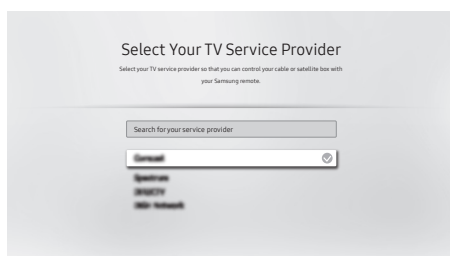 Select Your TV Service Provider
Select your TV service provider so that you can control your cable or satellite box with
your Samsung remote.
Search for your service provider